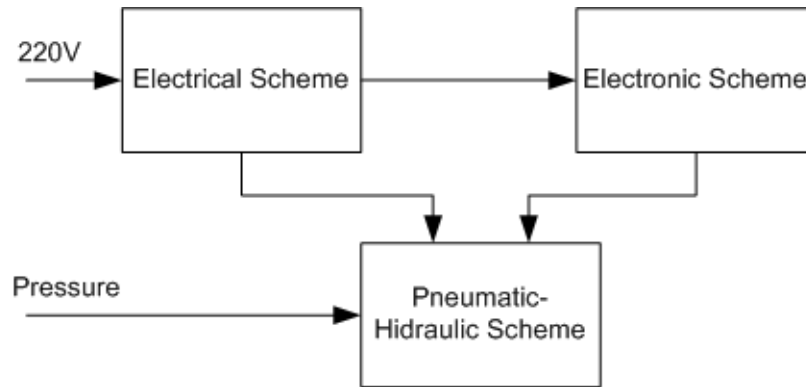 220V
Electrical Scheme
Electronic Scheme
Pressure
Pneumatic-
Hidraulic Scheme